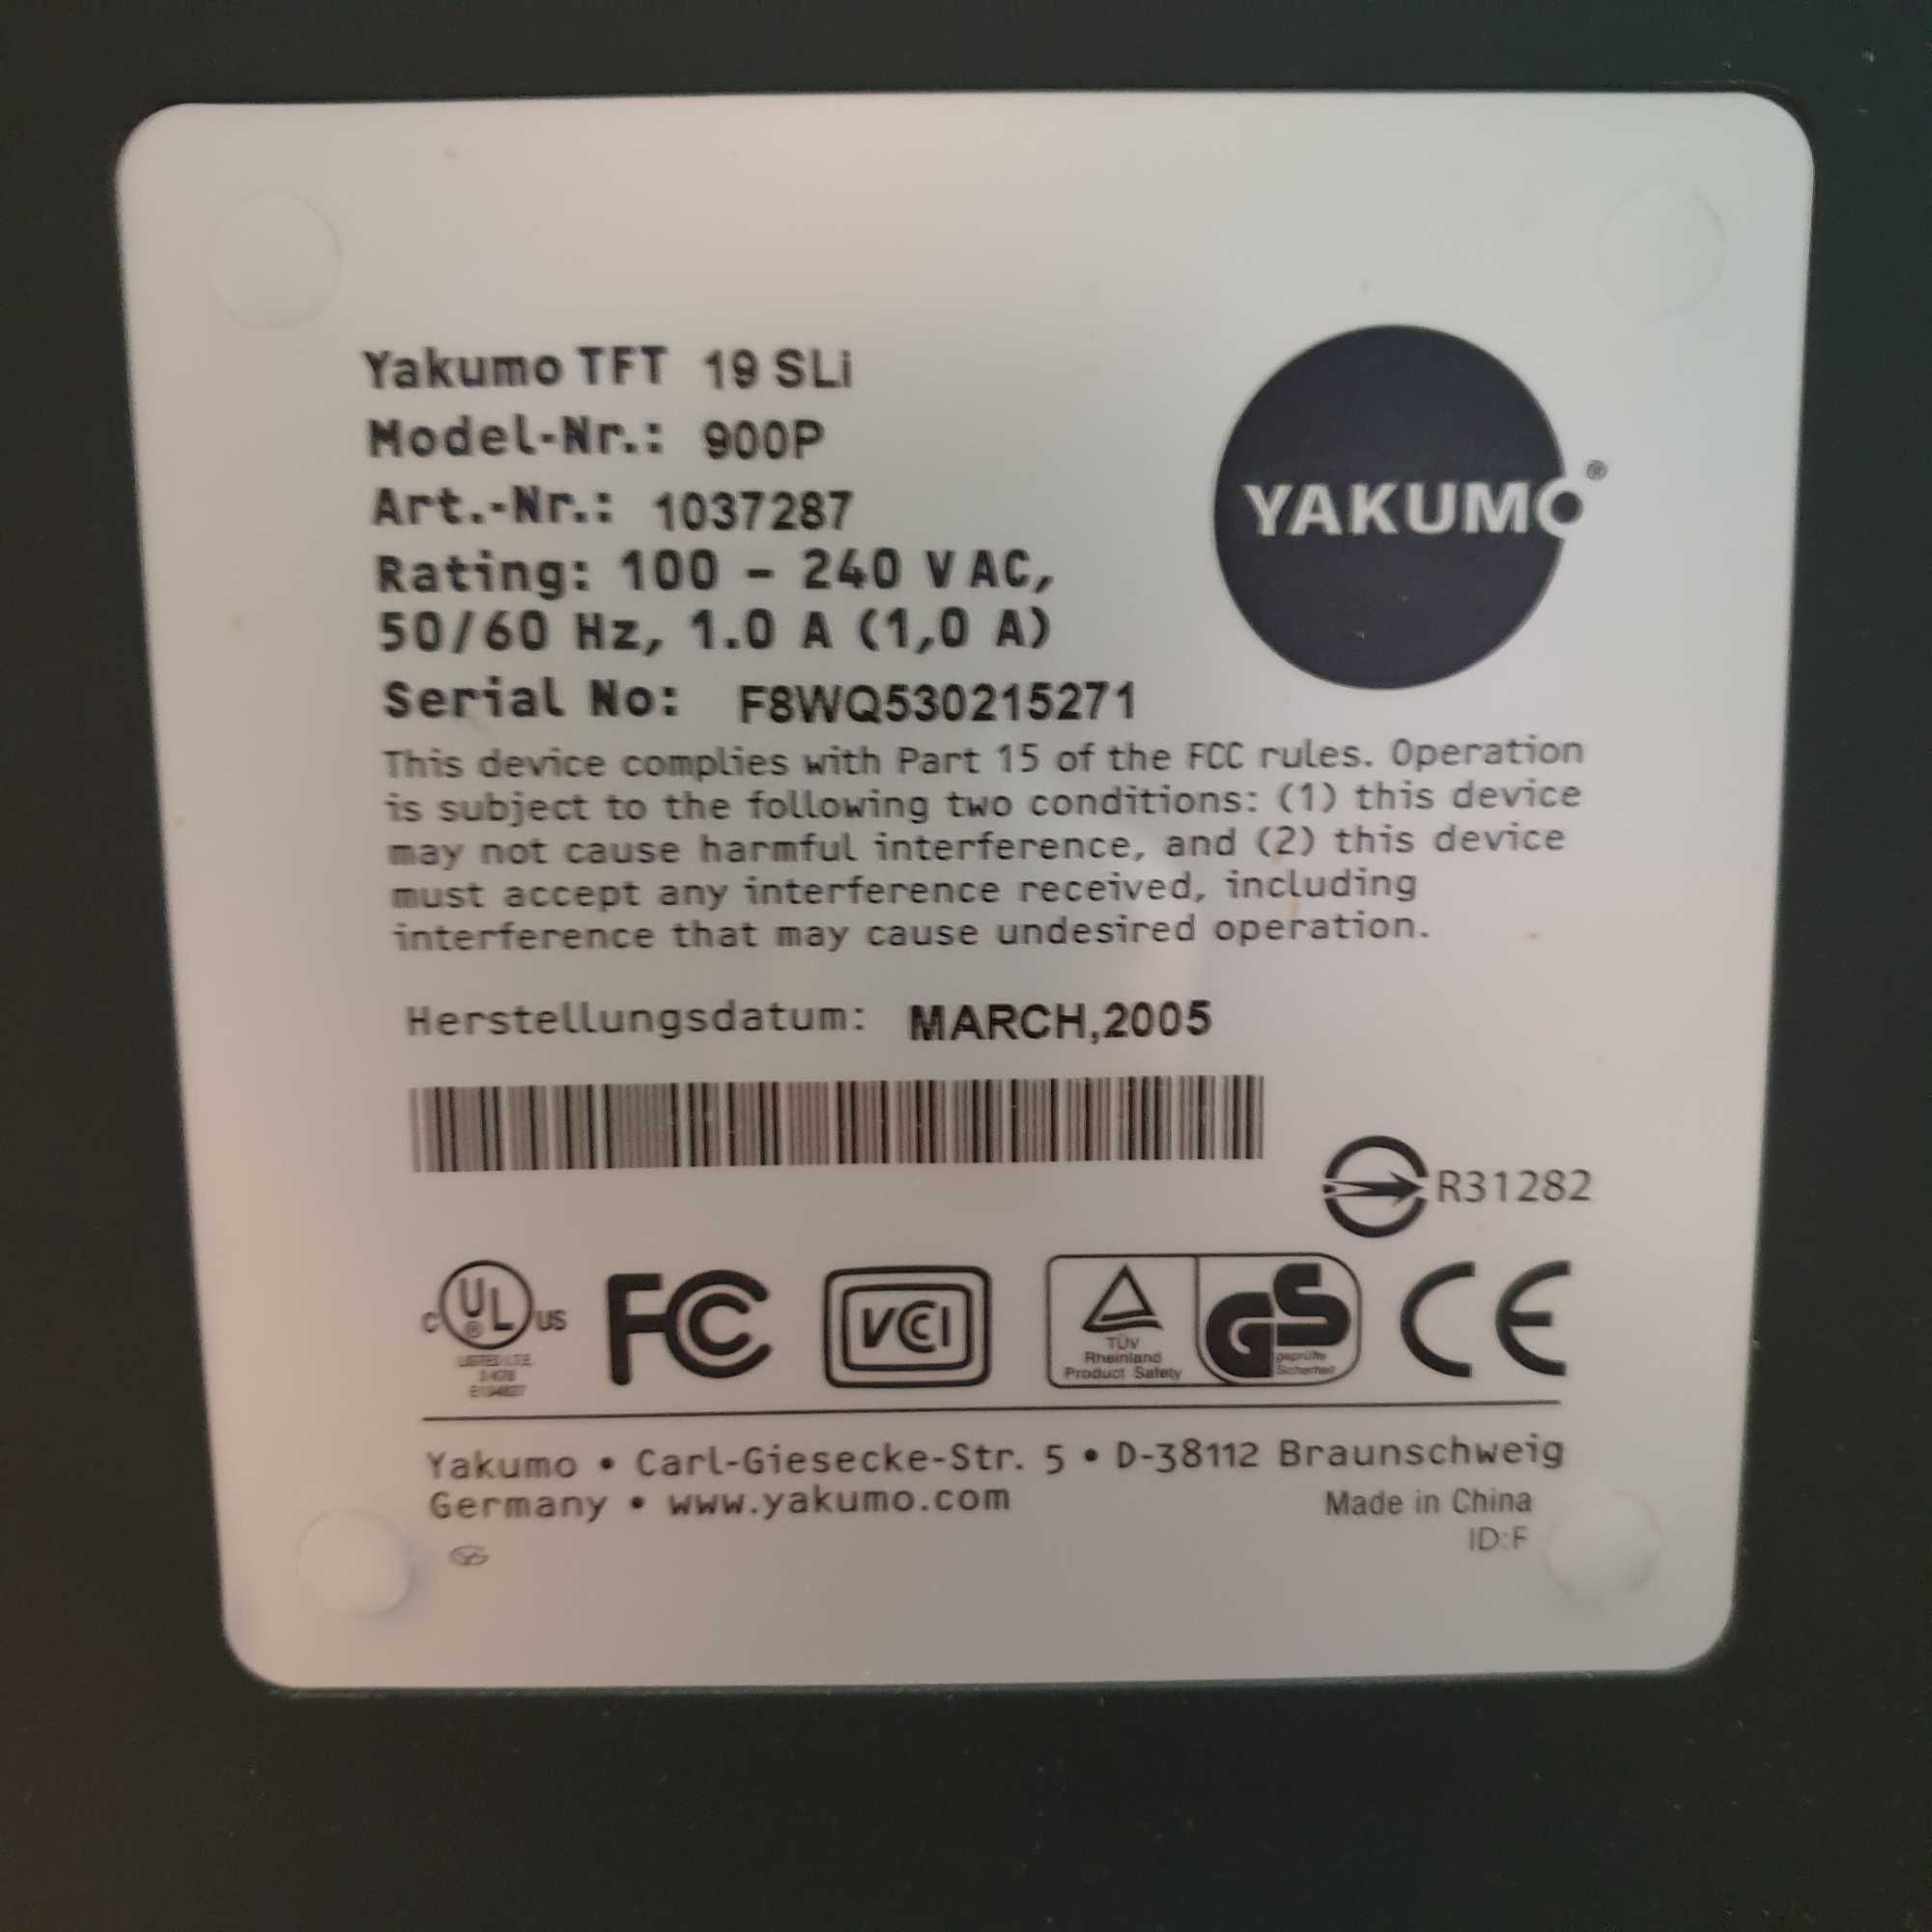 Yakumo TFT 19 SLi
Model-Nr.: 900P
Art.-Nr.: 1037287
Rating: 100 – 240 V AC,
50/60 Hz, 1.0 A (1,0 A)
Serial No: F8WQ530215271
YAKUMO®
This device complies with Part 15 of the FCC rules. Operation
is subject to the following two conditions: (1) this device
may not cause harmful interference, and (2) this device
must accept any interference received, including
interference that may cause undesired operation.
Herstellungsdatum: MARCH,2005
R31282
C UL® US
LISTED I.T.E.
FC
VCCI
TÜV
Rheinland
Product Safety
GS
geprüfte
Sicherheit
CE
Yakumo • Carl-Giesecke-Str. 5 • D-38112 Braunschweig
Germany • www.yakumo.com
Made in China
ID:F